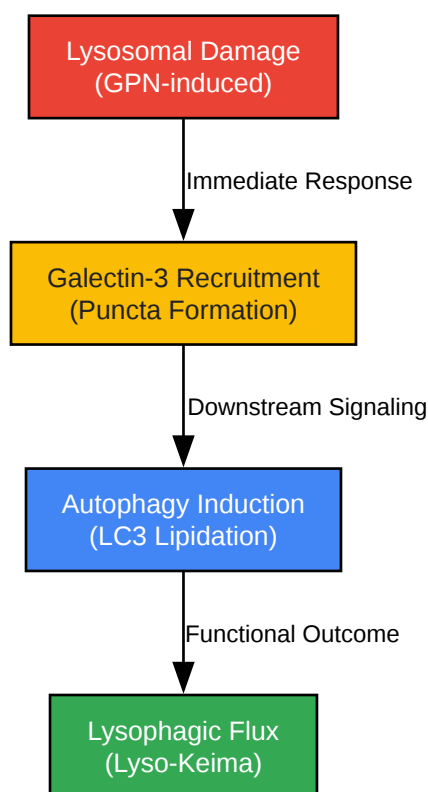 Lysosomal Damage
(GPN-induced)
Immediate Response
Galectin-3 Recruitment
(Puncta Formation)
Downstream Signaling
Autophagy Induction
(LC3 Lipidation)
Functional Outcome
Lysophagic Flux
(Lyso-Keima)